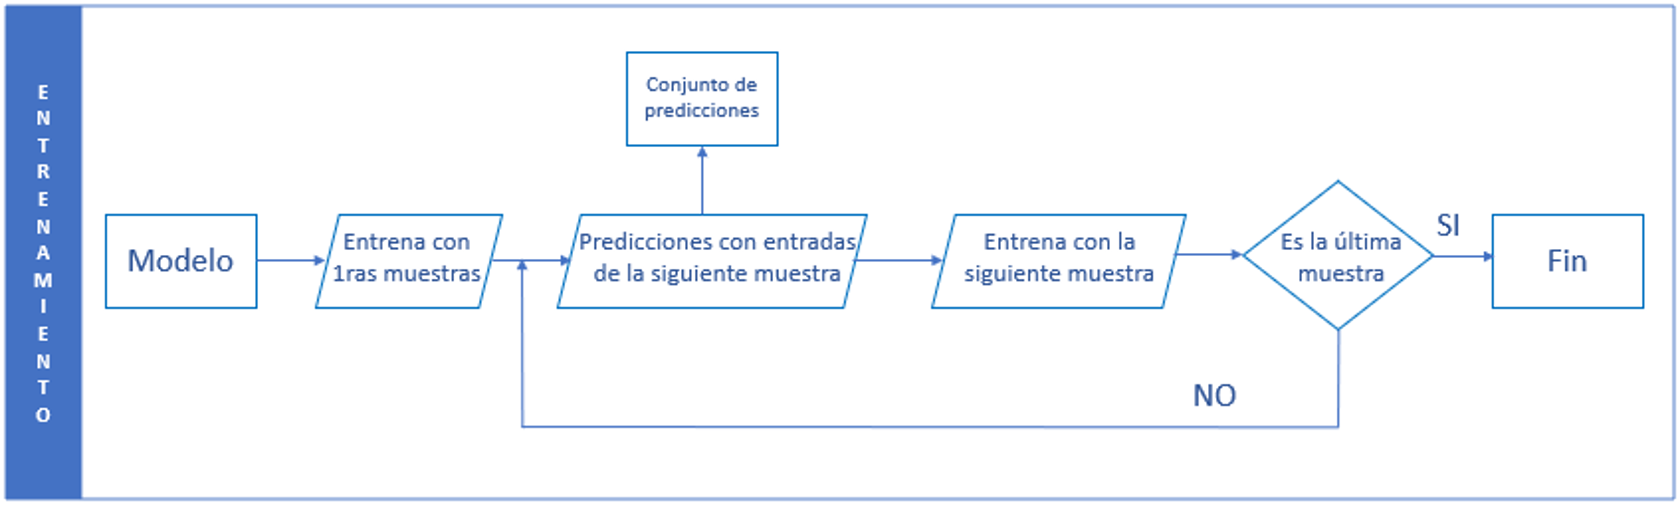 ENTRENAMIENTO
Conjunto de
predicciones
Modelo
Entrena con
1ras muestras
Predicciones con entradas
de la siguiente muestra
Entrena con la
siguiente muestra
Es la última
muestra
SI
Fin
NO